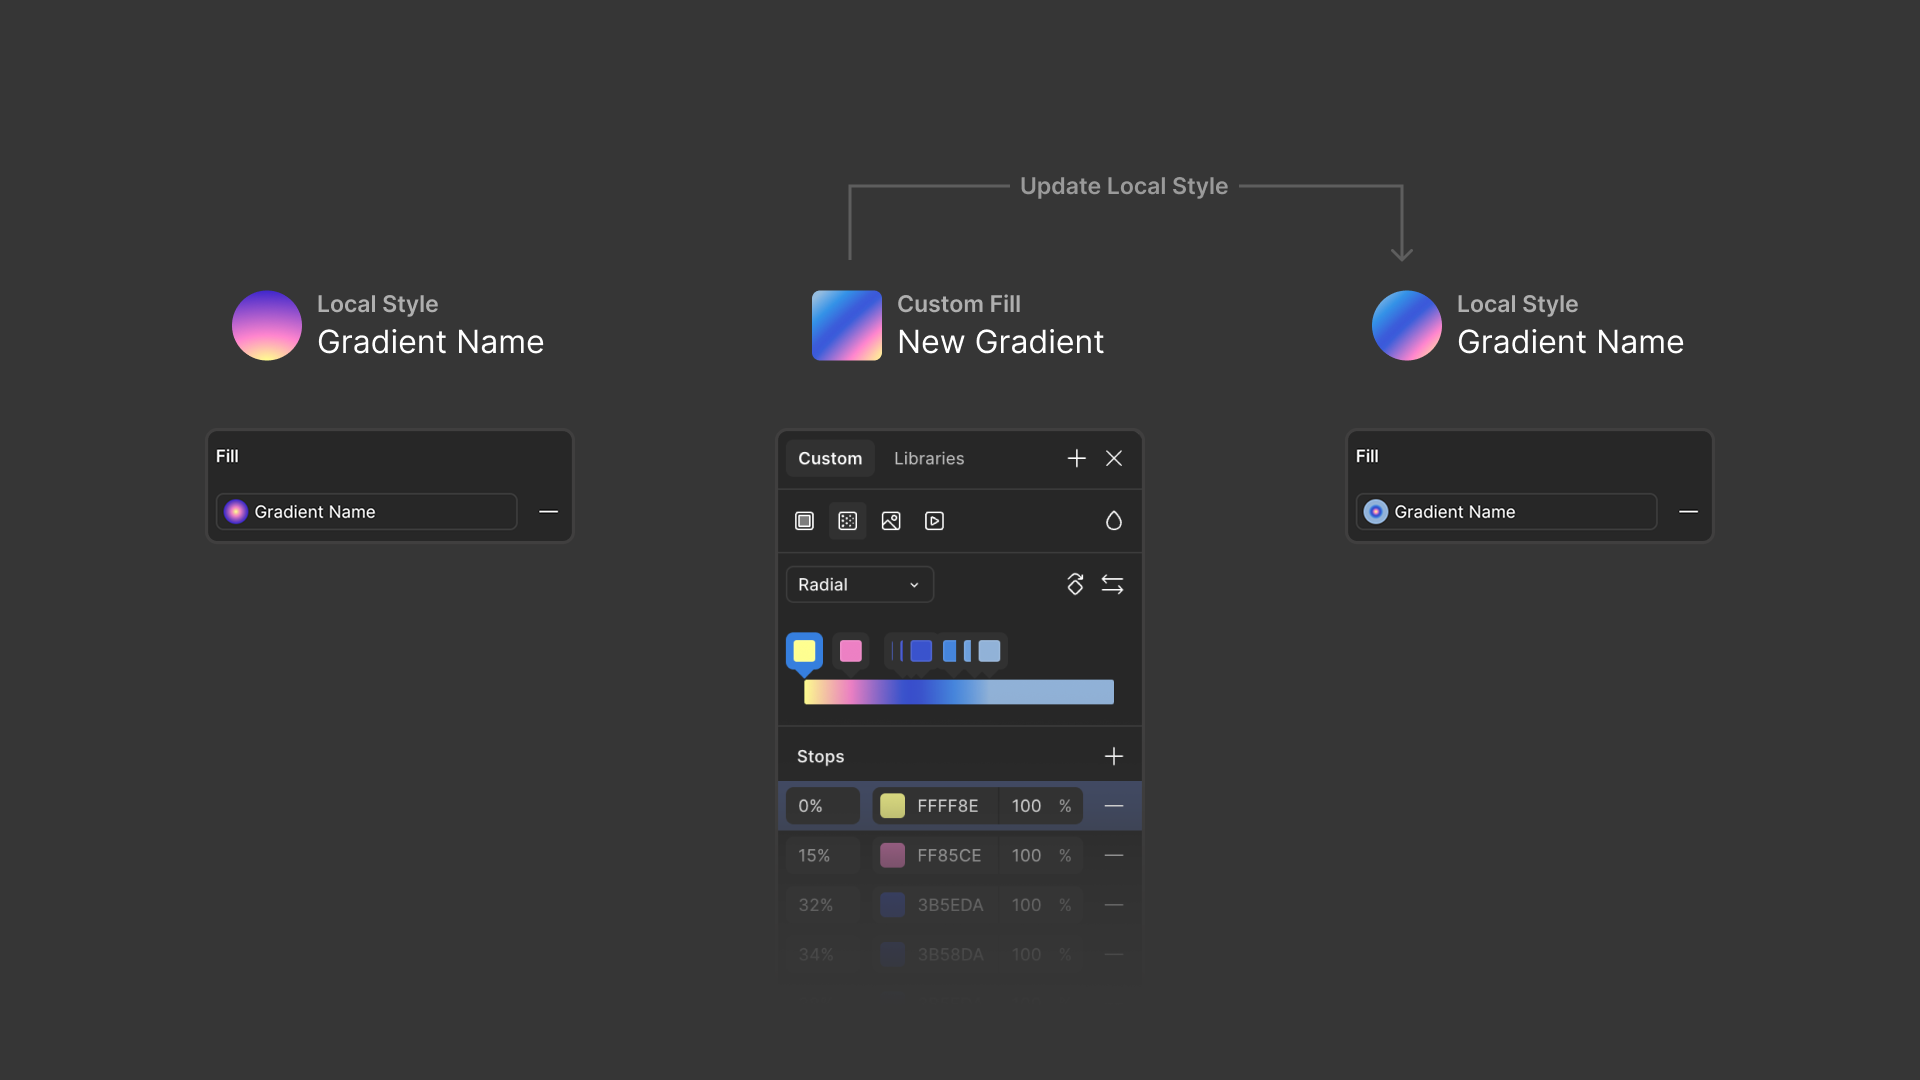 Update Local Style
Local Style
Gradient Name
Custom Fill
New Gradient
Local Style
Gradient Name
Fill
Gradient Name
Custom Libraries
Radial
Stops
0% FFFF8E 100 %
15% FF85CE 100 %
32% 3B5EDA 100 %
34% 3B58DA 100 %
Fill
Gradient Name